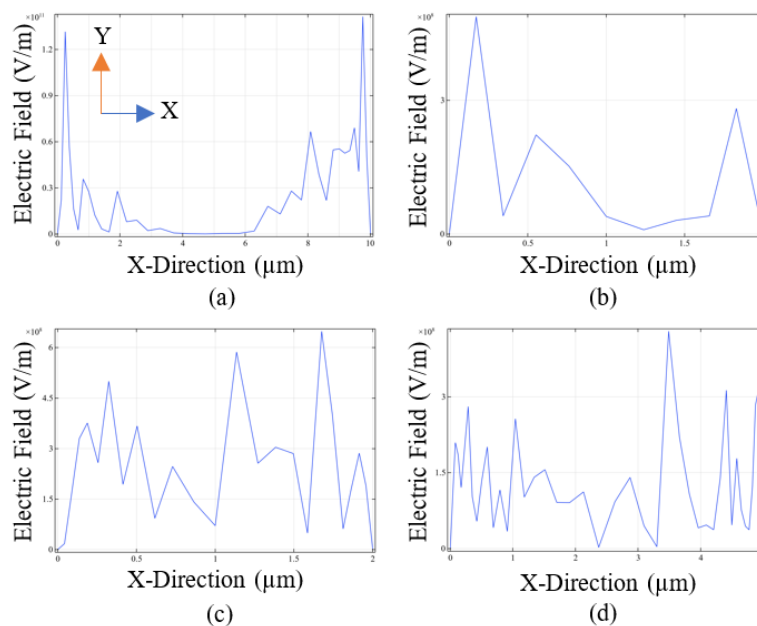 ×10¹¹
1.2
0.9
0.6
0.3
0
Electric Field (V/m)
Y
X
0 2 4 6 8 10
X-Direction (µm)
(a)
3
0
Electric Field (V/m)
0 0.5 1 1.5
X-Direction (µm)
(b)
6
4.5
3
1.5
0
Electric Field (V/m)
0 0.5 1 1.5 2
X-Direction (µm)
(c)
3
1.5
0
Electric Field (V/m)
0 1 2 3 4
X-Direction (µm)
(d)